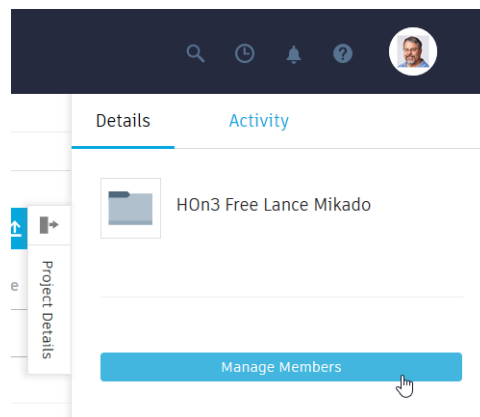 Details
Activity
HOn3 Free Lance Mikado
e
Project Details
Manage Members